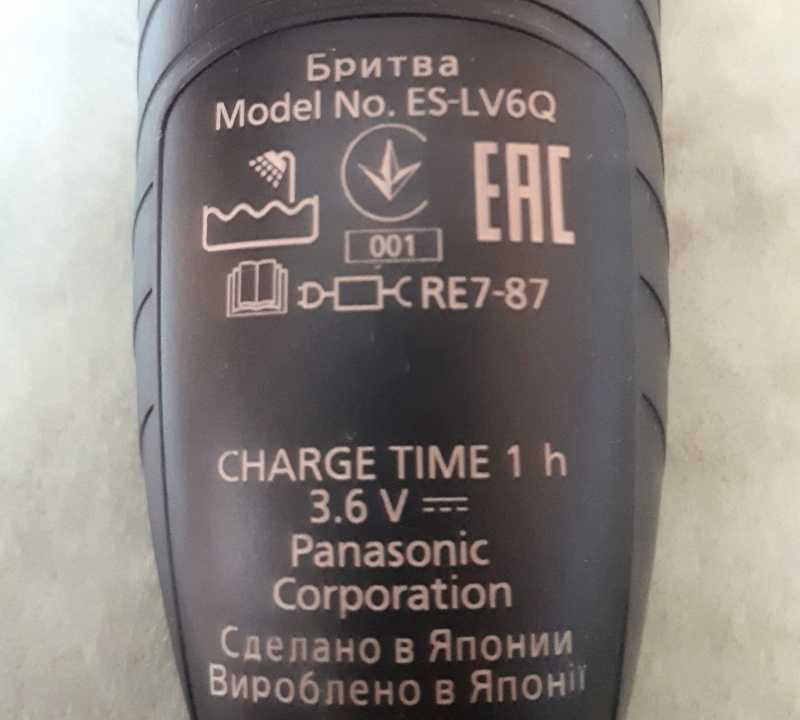 Бритва
Model No. ES-LV6Q
EAC
001
RE7-87
CHARGE TIME 1 h
3.6 V
Panasonic
Corporation
Сделано в Японии
Вироблено в Японії